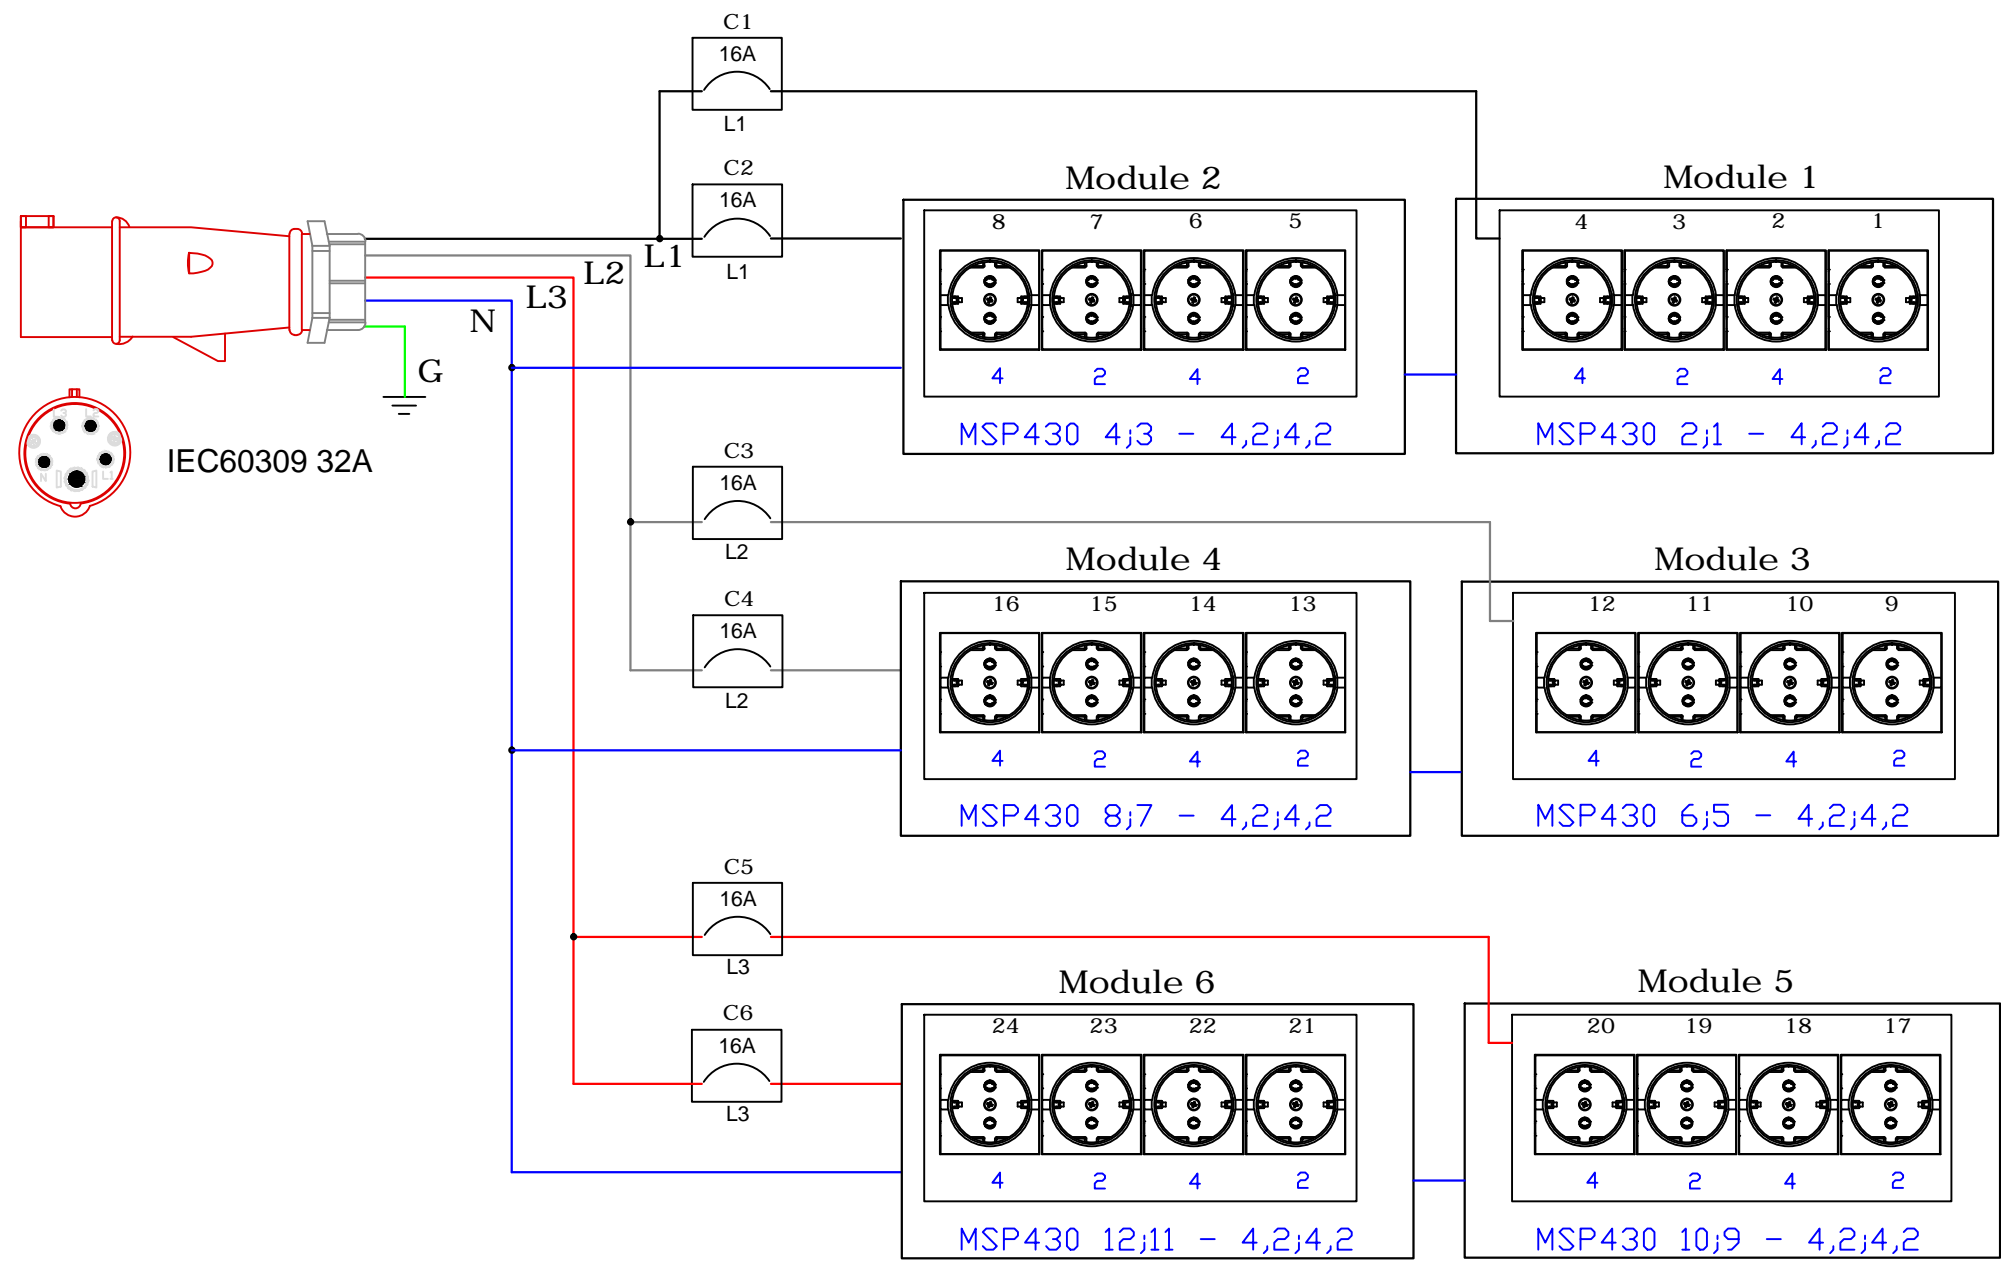 C1
16A
L1
C2
16A
L1
Module 2
8 7 6 5
4 2 4 2
MSP430 4;3 - 4,2;4,2
Module 1
4 3 2 1
4 2 4 2
MSP430 2;1 - 4,2;4,2
L1
L2
L3
N
G
L3 L2
N L1
IEC60309 32A
C3
16A
L2
C4
16A
L2
Module 4
16 15 14 13
4 2 4 2
MSP430 8;7 - 4,2;4,2
Module 3
12 11 10 9
4 2 4 2
MSP430 6;5 - 4,2;4,2
C5
16A
L3
C6
16A
L3
Module 6
24 23 22 21
4 2 4 2
MSP430 12;11 - 4,2;4,2
Module 5
20 19 18 17
4 2 4 2
MSP430 10;9 - 4,2;4,2